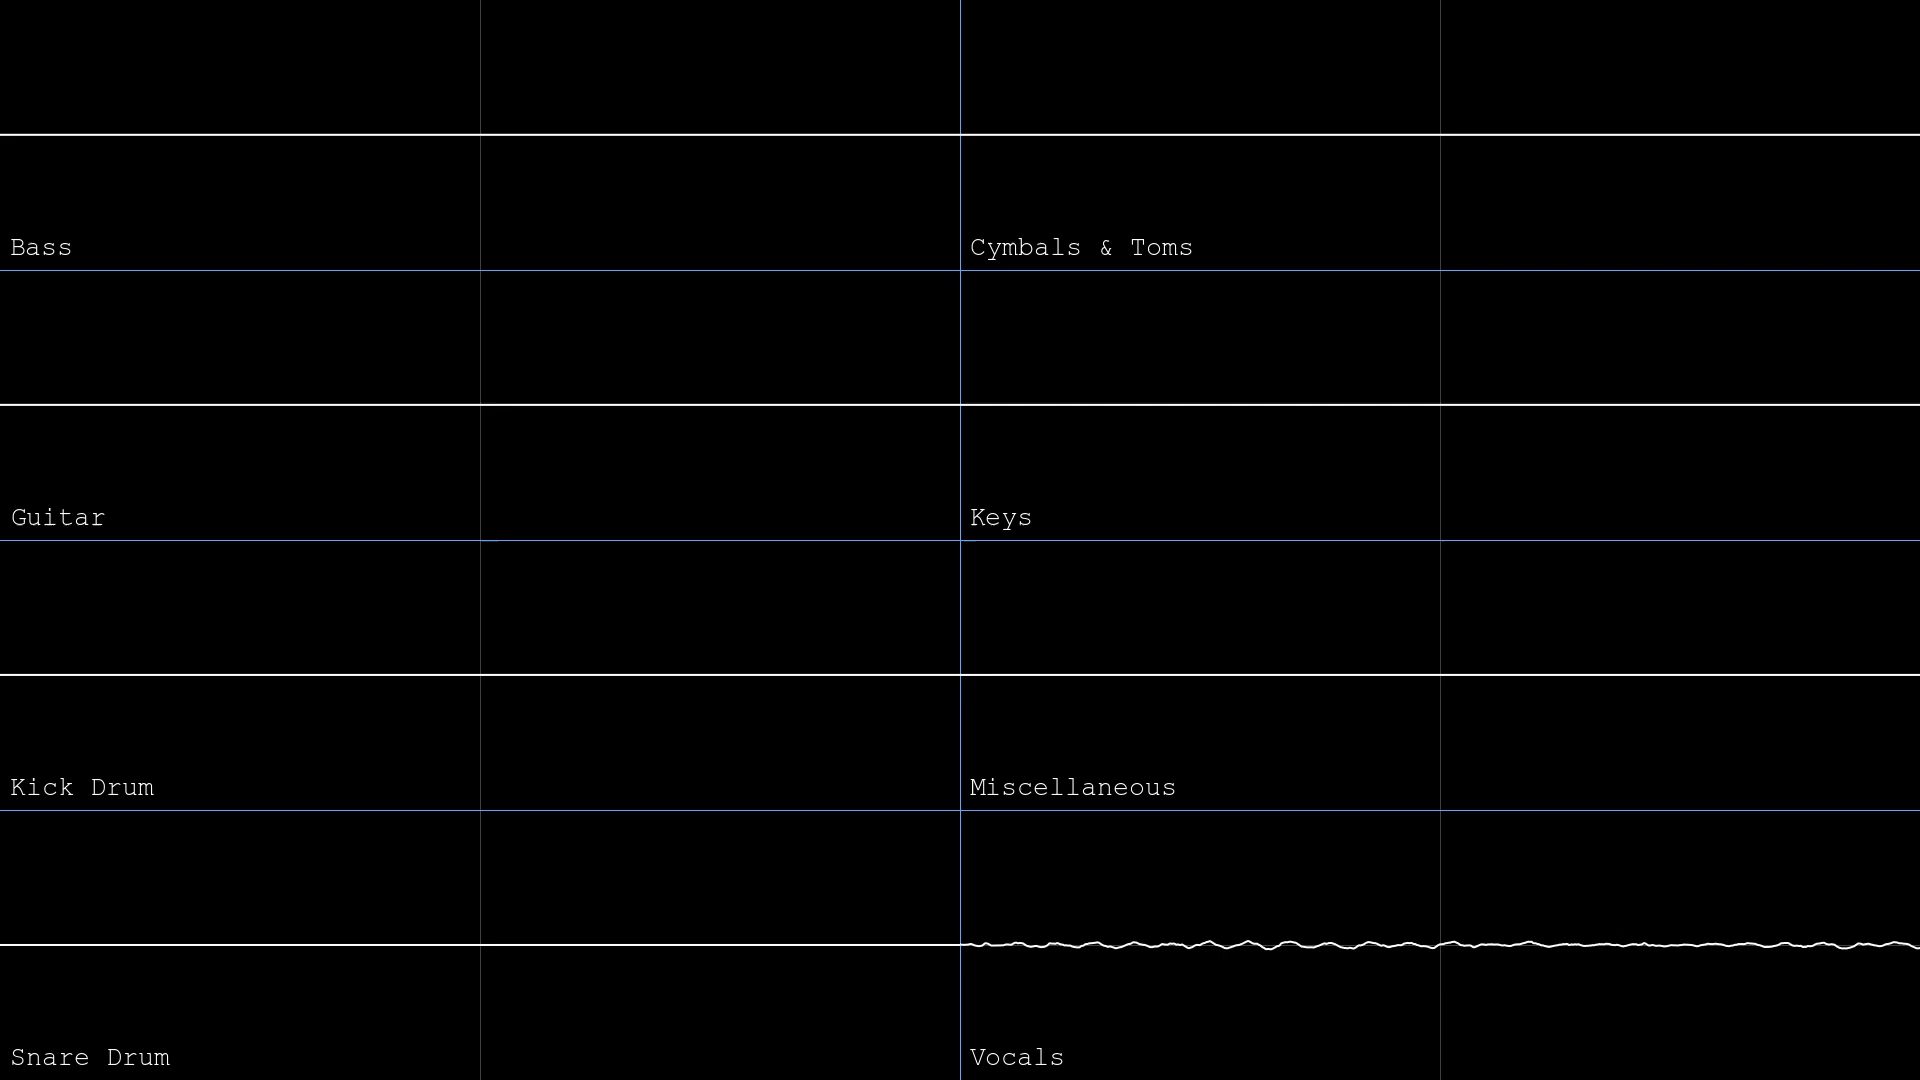 Bass
Cymbals & Toms
Guitar
Keys
Kick Drum
Miscellaneous
Snare Drum
Vocals